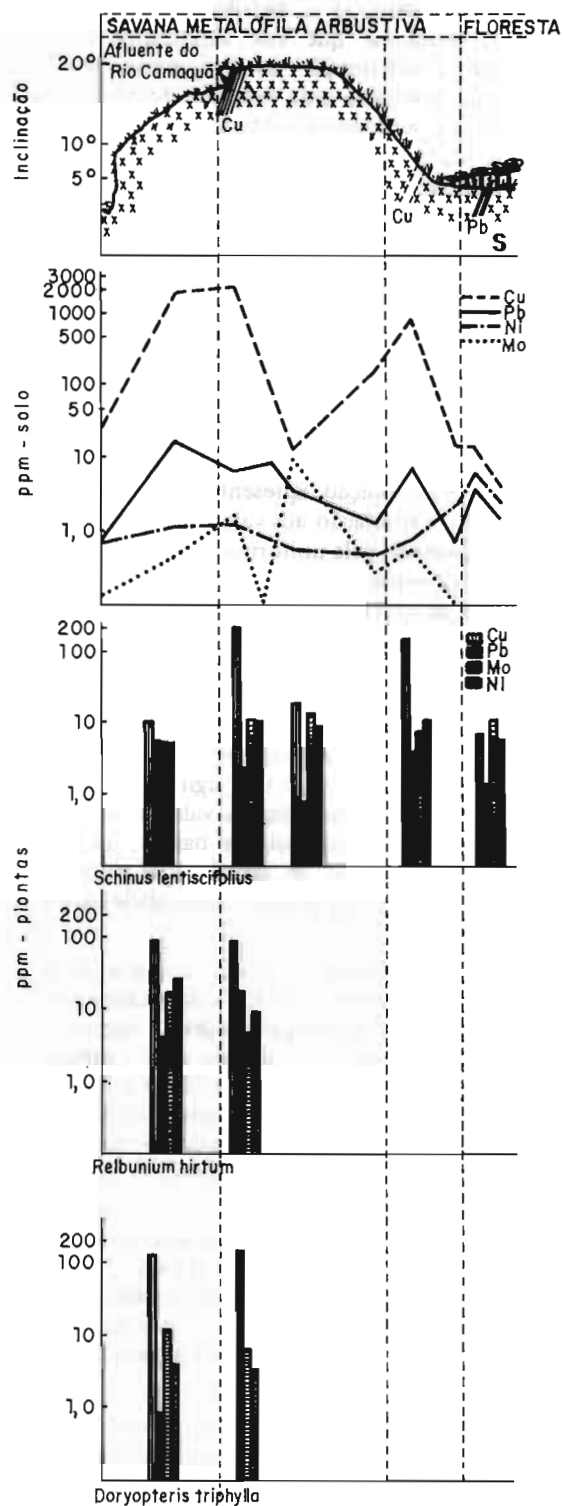 SAVANA METALÓFILA ARBUSTIVA FLORESTA
Afluente do
Rio Camaquã
Inclinação
20°
10°
5°
Cu
Cu
Pb
S
ppm - solo
3000
2000
1000
500
100
50
10
1,0
Cu
Pb
Ni
Mo
ppm - plantas
200
100
10
1,0
Cu
Pb
Mo
Ni
Schinus lentiscifolius
200
100
10
1,0
Relbunium hirtum
200
100
10
1,0
Doryopteris triphylla